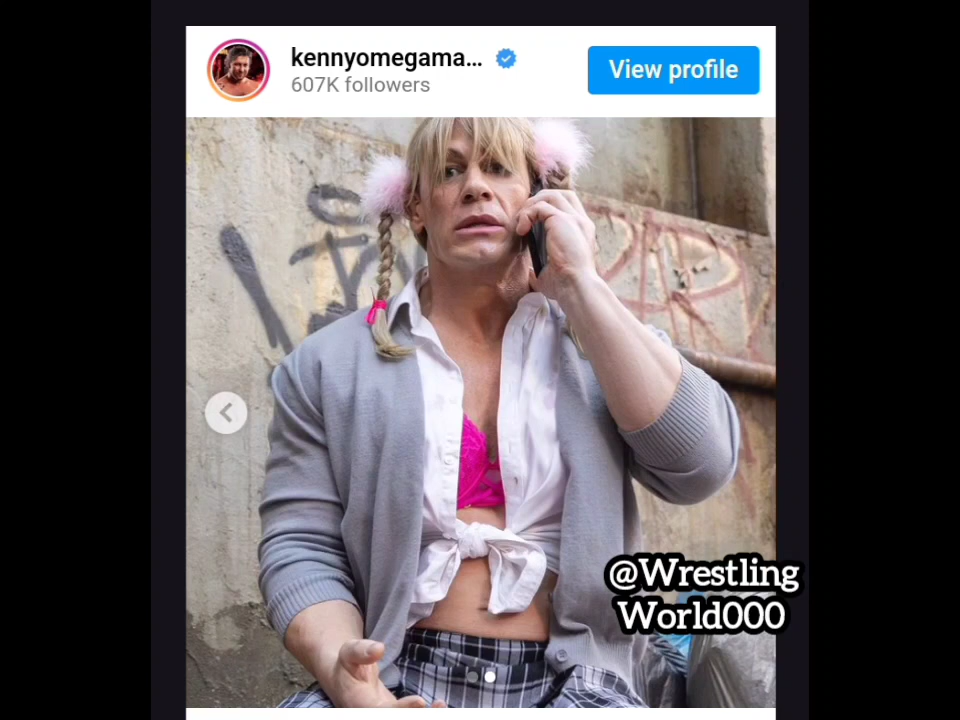 kennyomegama...
607K followers
View profile
@Wrestling
World000